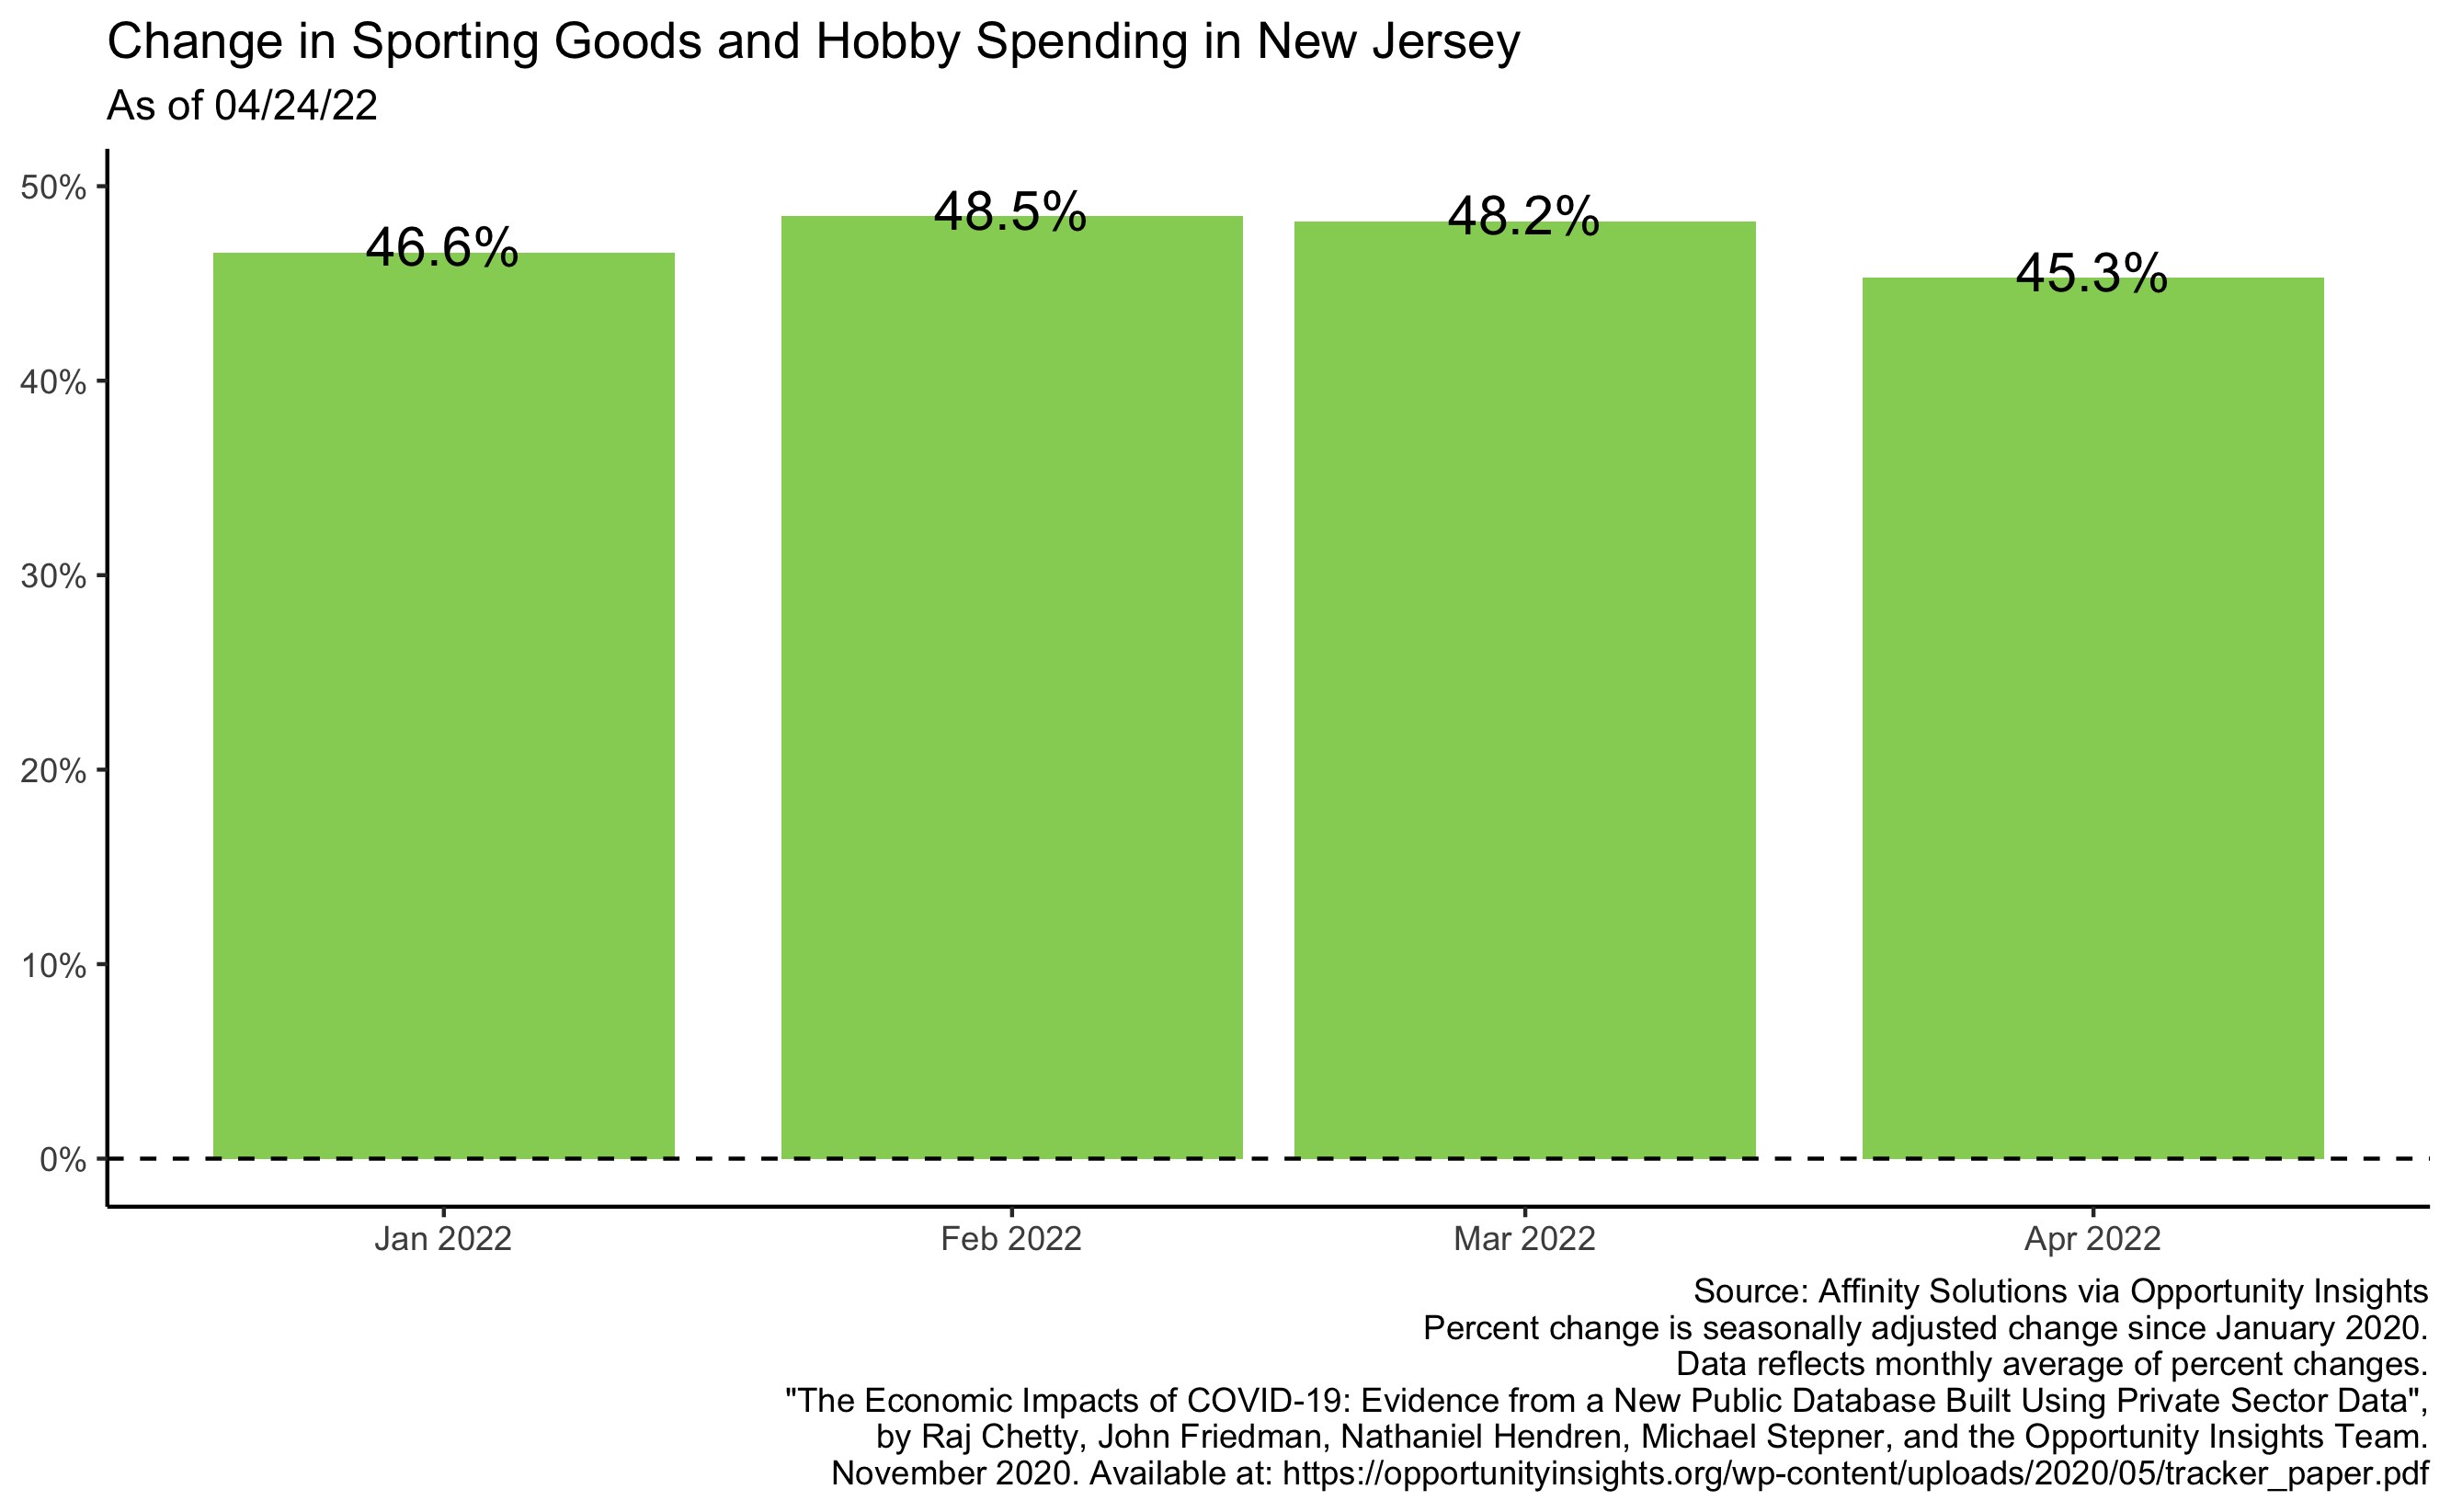 Change in Sporting Goods and Hobby Spending in New Jersey
As of 04/24/22
50%
40%
30%
20%
10%
0%
46.6%
48.5%
48.2%
45.3%
Jan 2022
Feb 2022
Mar 2022
Apr 2022
Source: Affinity Solutions via Opportunity Insights
Percent change is seasonally adjusted change since January 2020.
Data reflects monthly average of percent changes.
"The Economic Impacts of COVID-19: Evidence from a New Public Database Built Using Private Sector Data",
by Raj Chetty, John Friedman, Nathaniel Hendren, Michael Stepner, and the Opportunity Insights Team.
November 2020. Available at: https://opportunityinsights.org/wp-content/uploads/2020/05/tracker_paper.pdf